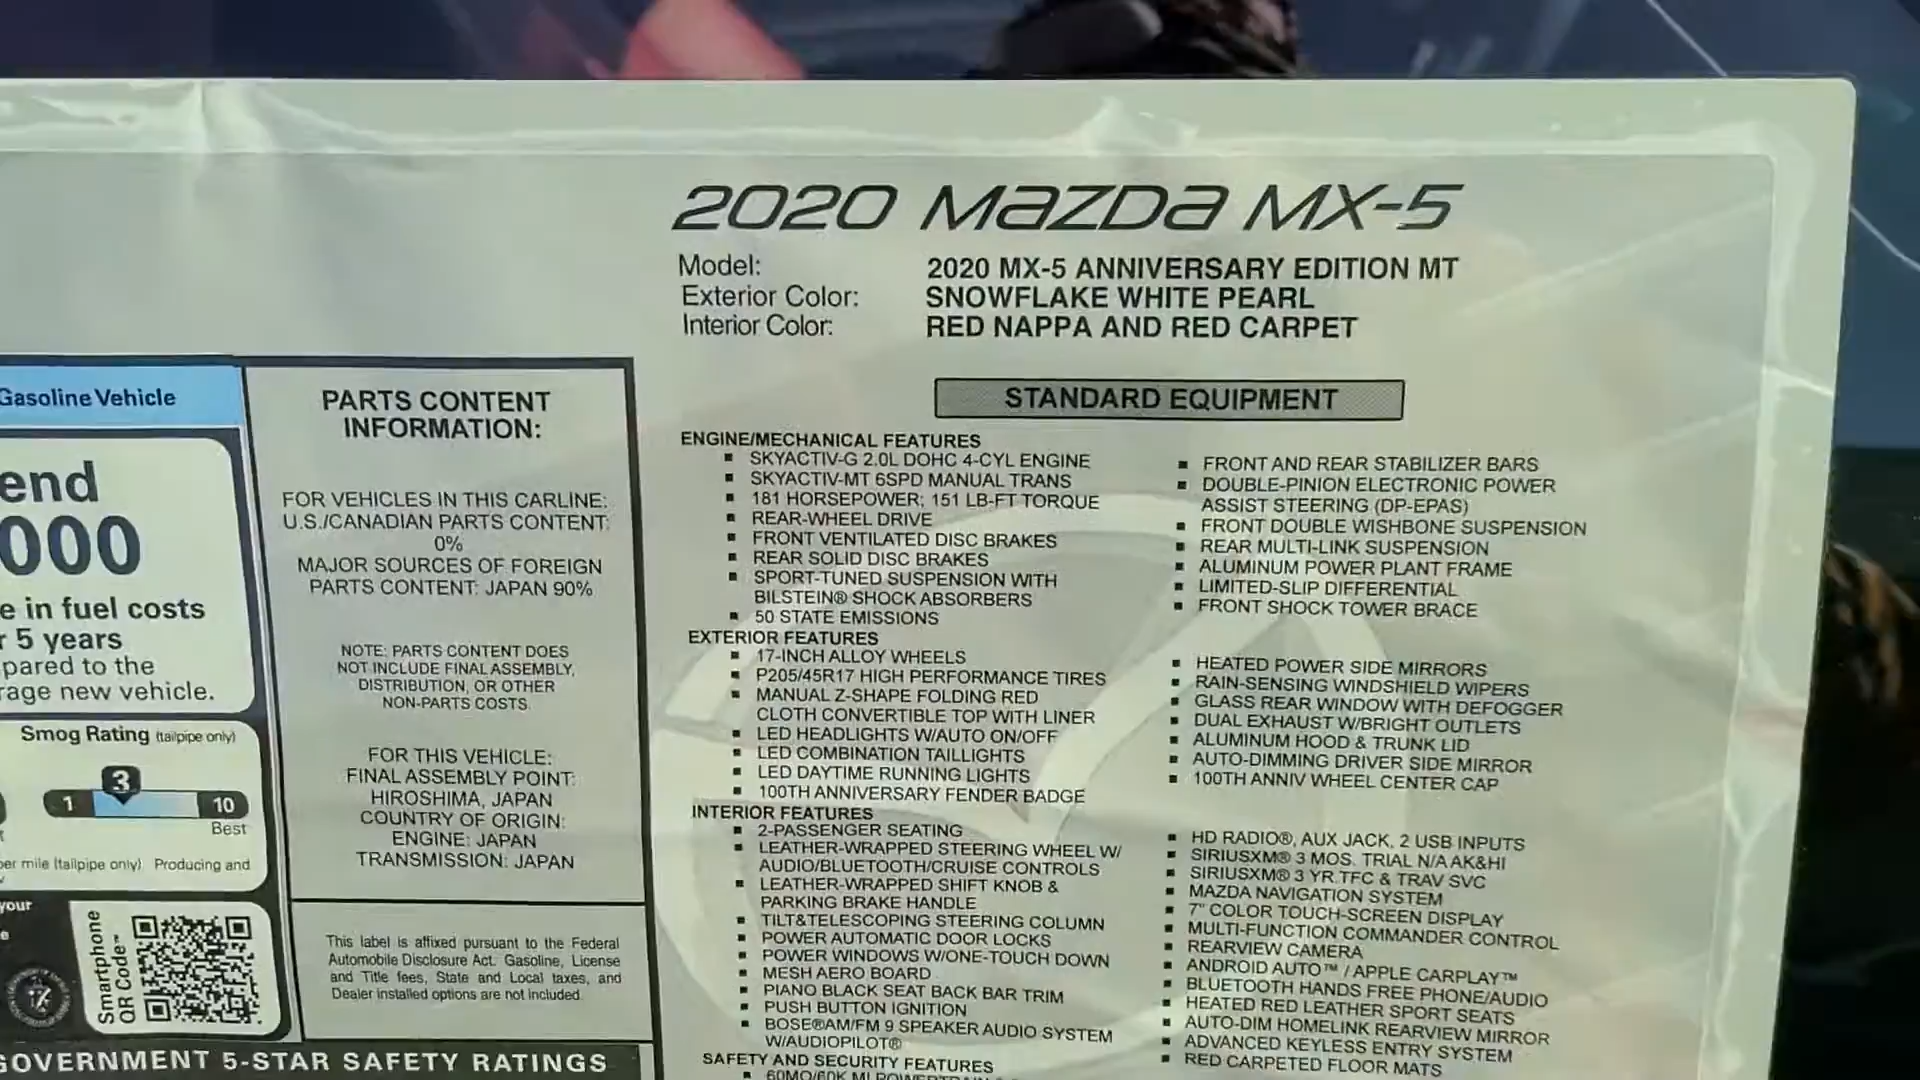 2020 Mazda MX-5
Model: 2020 MX-5 ANNIVERSARY EDITION MT
Exterior Color: SNOWFLAKE WHITE PEARL
Interior Color: RED NAPPA AND RED CARPET
STANDARD EQUIPMENT
ENGINE/MECHANICAL FEATURES
▪ SKYACTIV-G 2.0L DOHC 4-CYL ENGINE
▪ SKYACTIV-MT 6SPD MANUAL TRANS
▪ 181 HORSEPOWER; 151 LB-FT TORQUE
▪ REAR-WHEEL DRIVE
▪ FRONT VENTILATED DISC BRAKES
▪ REAR SOLID DISC BRAKES
▪ SPORT-TUNED SUSPENSION WITH
BILSTEIN® SHOCK ABSORBERS
▪ 50 STATE EMISSIONS
▪ FRONT AND REAR STABILIZER BARS
▪ DOUBLE-PINION ELECTRONIC POWER
ASSIST STEERING (DP-EPAS)
▪ FRONT DOUBLE WISHBONE SUSPENSION
▪ REAR MULTI-LINK SUSPENSION
▪ ALUMINUM POWER PLANT FRAME
▪ LIMITED-SLIP DIFFERENTIAL
▪ FRONT SHOCK TOWER BRACE
EXTERIOR FEATURES
▪ 17-INCH ALLOY WHEELS
▪ P205/45R17 HIGH PERFORMANCE TIRES
▪ MANUAL Z-SHAPE FOLDING RED
CLOTH CONVERTIBLE TOP WITH LINER
▪ LED HEADLIGHTS W/AUTO ON/OFF
▪ LED COMBINATION TAILLIGHTS
▪ LED DAYTIME RUNNING LIGHTS
▪ 100TH ANNIVERSARY FENDER BADGE
▪ HEATED POWER SIDE MIRRORS
▪ RAIN-SENSING WINDSHIELD WIPERS
▪ GLASS REAR WINDOW WITH DEFOGGER
▪ DUAL EXHAUST W/BRIGHT OUTLETS
▪ ALUMINUM HOOD & TRUNK LID
▪ AUTO-DIMMING DRIVER SIDE MIRROR
▪ 100TH ANNIV WHEEL CENTER CAP
INTERIOR FEATURES
▪ 2-PASSENGER SEATING
▪ LEATHER-WRAPPED STEERING WHEEL W/
AUDIO/BLUETOOTH/CRUISE CONTROLS
▪ LEATHER-WRAPPED SHIFT KNOB &
PARKING BRAKE HANDLE
▪ TILT&TELESCOPING STEERING COLUMN
▪ POWER AUTOMATIC DOOR LOCKS
▪ POWER WINDOWS W/ONE-TOUCH DOWN
▪ MESH AERO BOARD
▪ PIANO BLACK SEAT BACK BAR TRIM
▪ PUSH BUTTON IGNITION
▪ BOSE®AM/FM 9 SPEAKER AUDIO SYSTEM
W/AUDIOPILOT®
▪ HD RADIO®, AUX JACK, 2 USB INPUTS
▪ SIRIUSXM® 3 MOS. TRIAL N/A AK&HI
▪ SIRIUSXM® 3 YR.TFC & TRAV SVC
▪ MAZDA NAVIGATION SYSTEM
▪ 7" COLOR TOUCH-SCREEN DISPLAY
▪ MULTI-FUNCTION COMMANDER CONTROL
▪ REARVIEW CAMERA
▪ ANDROID AUTO™ / APPLE CARPLAY™
▪ BLUETOOTH HANDS FREE PHONE/AUDIO
▪ HEATED RED LEATHER SPORT SEATS
▪ AUTO-DIM HOMELINK REARVIEW MIRROR
▪ ADVANCED KEYLESS ENTRY SYSTEM
▪ RED CARPETED FLOOR MATS
SAFETY AND SECURITY FEATURES
PARTS CONTENT
INFORMATION:
FOR VEHICLES IN THIS CARLINE:
U.S./CANADIAN PARTS CONTENT:
0%
MAJOR SOURCES OF FOREIGN
PARTS CONTENT: JAPAN 90%
NOTE: PARTS CONTENT DOES
NOT INCLUDE FINAL ASSEMBLY,
DISTRIBUTION, OR OTHER
NON-PARTS COSTS.
FOR THIS VEHICLE:
FINAL ASSEMBLY POINT:
HIROSHIMA, JAPAN
COUNTRY OF ORIGIN:
ENGINE: JAPAN
TRANSMISSION: JAPAN
This label is affixed pursuant to the Federal
Automobile Disclosure Act. Gasoline, License
and Title fees, State and Local taxes, and
Dealer installed options are not included.
Gasoline Vehicle
end
000
e in fuel costs
r 5 years
pared to the
rage new vehicle.
Smog Rating (tailpipe only)
3
1 10
Best
per mile (tailpipe only). Producing and
your
e
Smartphone
QR Code™
GOVERNMENT 5-STAR SAFETY RATINGS